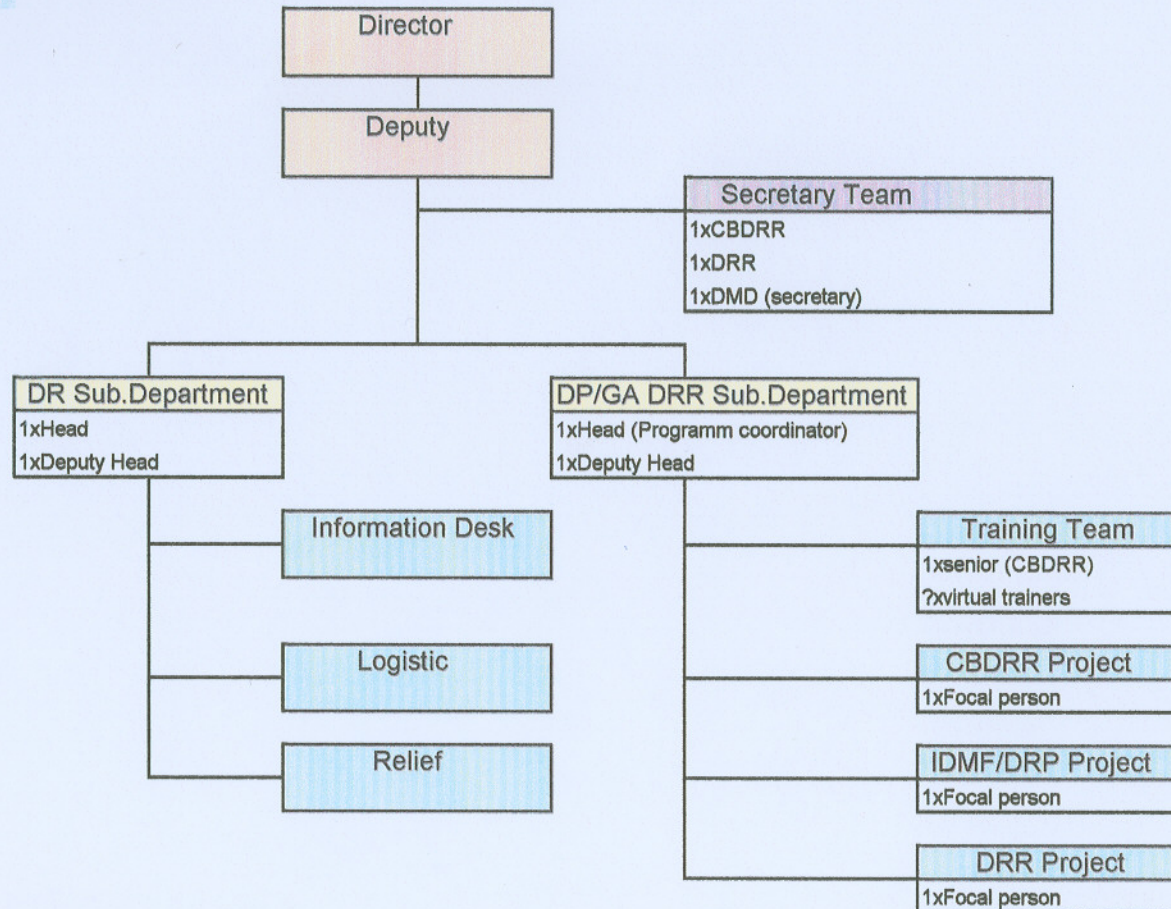 Director
Deputy
Secretary Team
1xCBDRR
1xDRR
1xDMD (secretary)
DR Sub.Department
1xHead
1xDeputy Head
DP/GA DRR Sub.Department
1xHead (Programm coordinator)
1xDeputy Head
Information Desk
Logistic
Relief
Training Team
1xsenior (CBDRR)
?xvirtual trainers
CBDRR Project
1xFocal person
IDMF/DRP Project
1xFocal person
DRR Project
1xFocal person